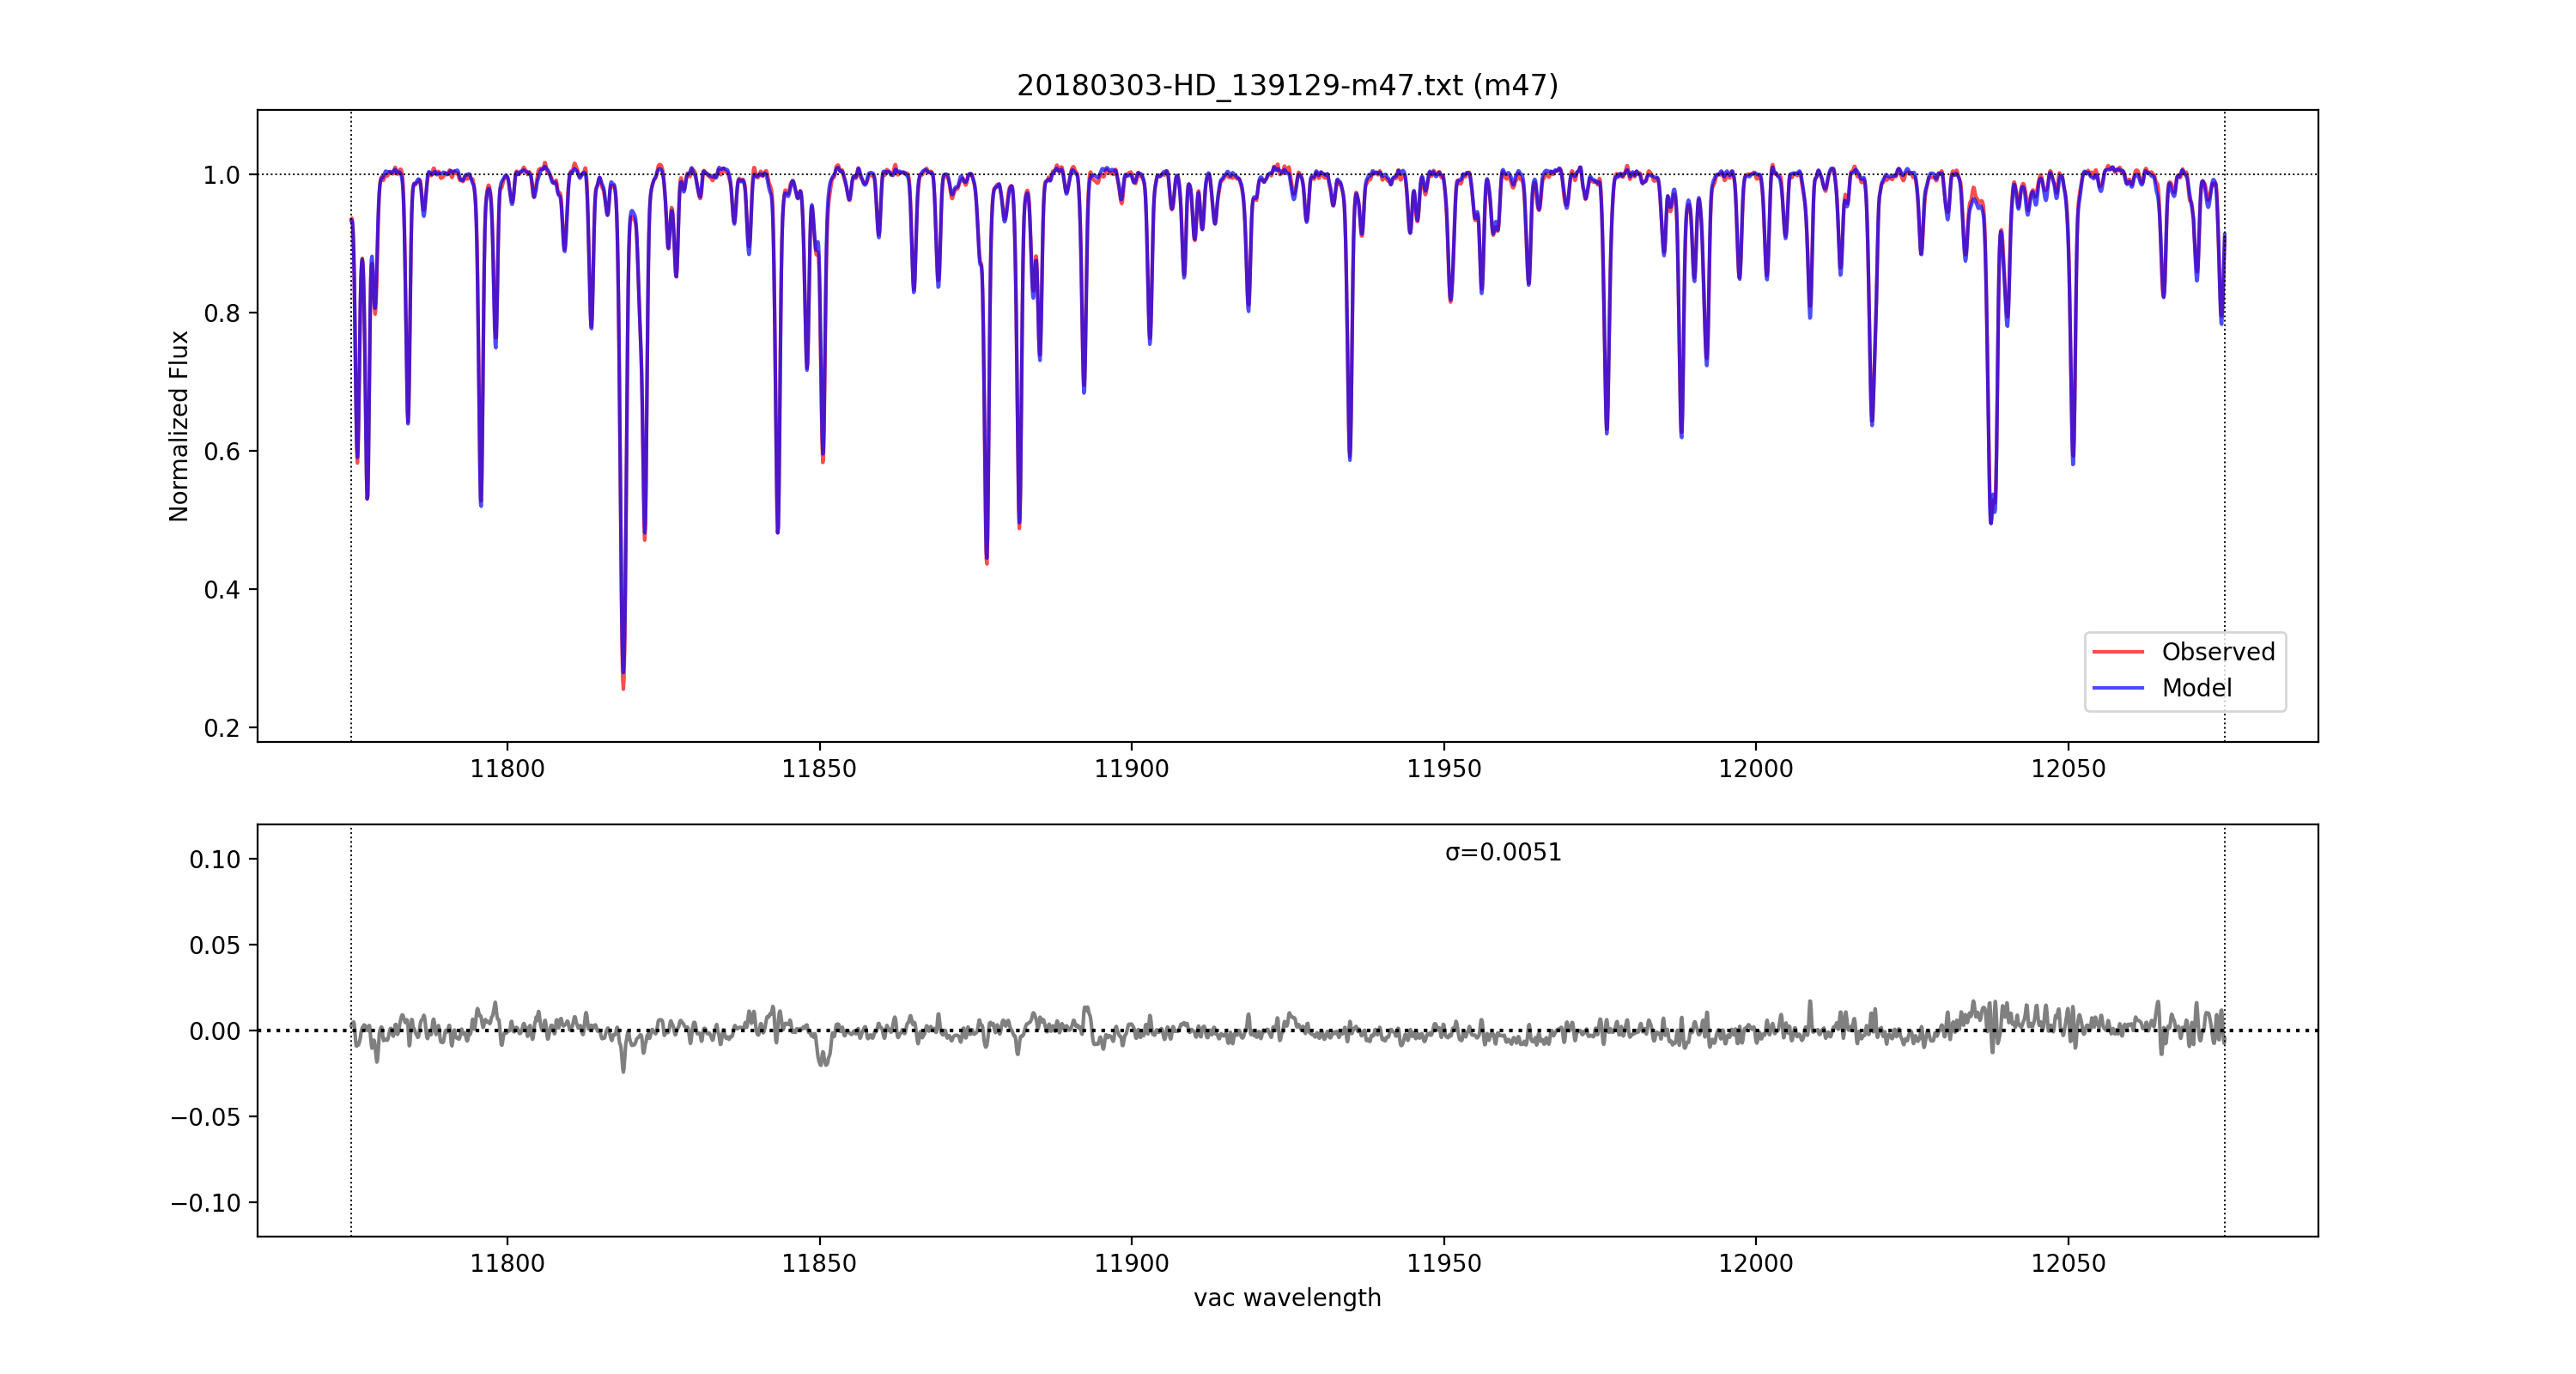 20180303-HD_139129-m47.txt (m47)
1.0
0.8
0.6
0.4
0.2
Normalized Flux
Observed
Model
11800 11850 11900 11950 12000 12050
σ=0.0051
0.10
0.05
0.00
−0.05
−0.10
11800 11850 11900 11950 12000 12050
vac wavelength